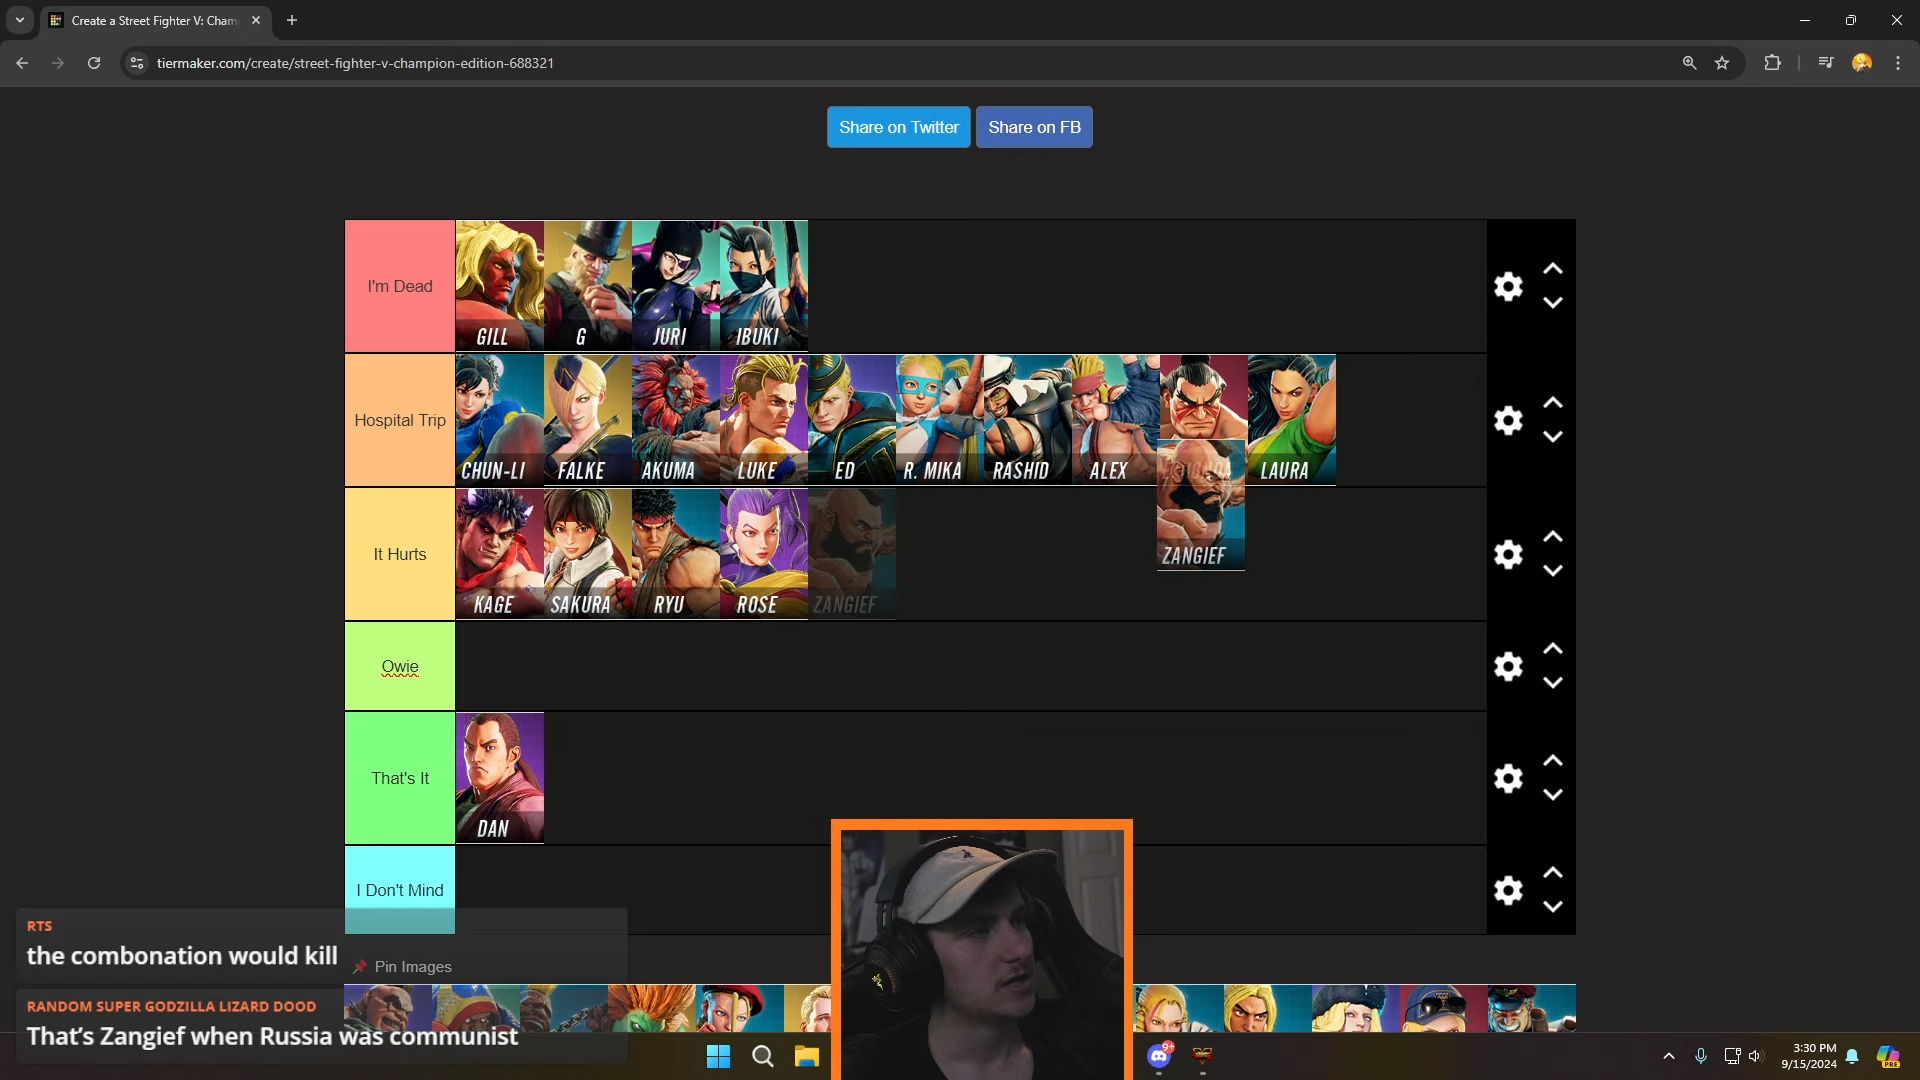 Create a Street Fighter V: Cham
tiermaker.com/create/street-fighter-v-champion-edition-688321
Share on Twitter
Share on FB
I'm Dead
GILL
G
JURI
IBUKI
Hospital Trip
CHUN-LI
FALKE
AKUMA
LUKE
ED
R. MIKA
RASHID
ALEX
LAURA
ZANGIEF
It Hurts
KAGE
SAKURA
RYU
ROSE
ZANGIEF
Owie
That's It
DAN
I Don't Mind
RTS
the combonation would kill
Pin Images
RANDOM SUPER GODZILLA LIZARD DOOD
That's Zangief when Russia was communist
9+
3:30 PM
9/15/2024
PRE